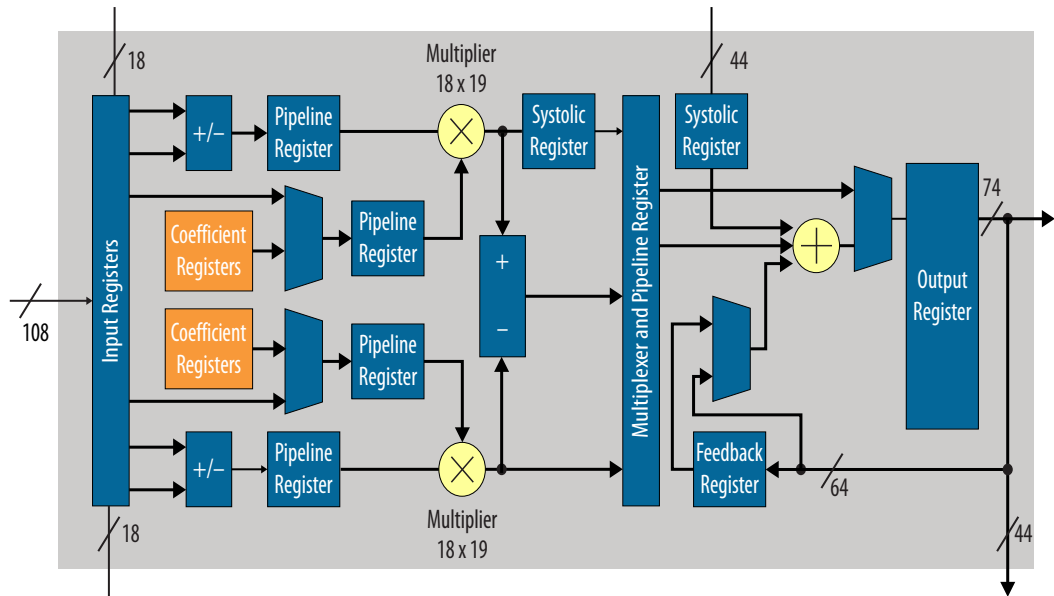 18
44
Multiplier
18 x 19
+/−
Pipeline
Register
Systolic
Register
Systolic
Register
Coefficient
Registers
Pipeline
Register
74
+
−
Input Registers
Multiplexer and Pipeline Register
Output
Register
108
Coefficient
Registers
Pipeline
Register
+/−
Pipeline
Register
Feedback
Register
64
Multiplier
18 x 19
18
44